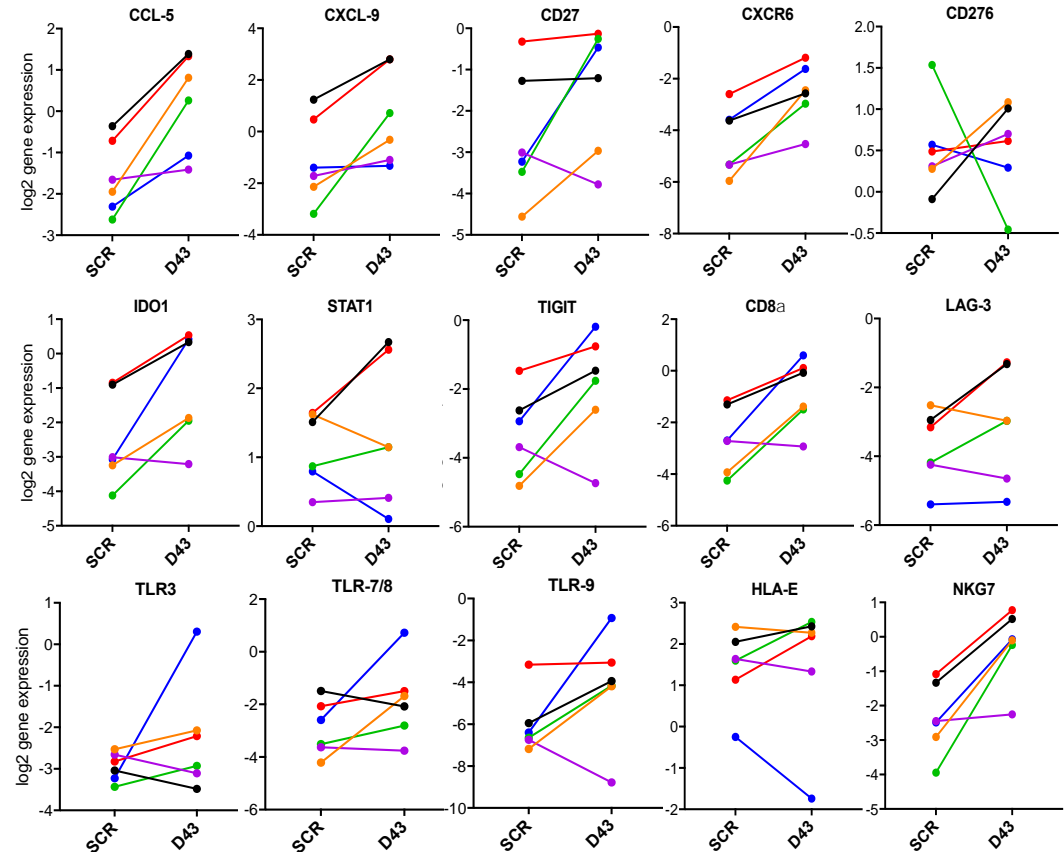 CCL-5 CXCL-9 CD27 CXCR6 CD276
log2 gene expression
2 1 0 -1 -2 -3
SCR D43
4 2 0 -2 -4
SCR D43
0 -1 -2 -3 -4 -5
SCR D43
0 -2 -4 -6 -8
SCR D43
2.0 1.5 1.0 0.5 0.0 -0.5
SCR D43
IDO1 STAT1 TIGIT CD8a LAG-3
log2 gene expression
1 0 -1 -2 -3 -4 -5
SCR D43
3 2 1 0
SCR D43
0 -2 -4 -6
SCR D43
2 0 -2 -4 -6
SCR D43
0 -2 -4 -6
SCR D43
TLR3 TLR-7/8 TLR-9 HLA-E NKG7
log2 gene expression
1 0 -1 -2 -3 -4
SCR D43
2 0 -2 -4 -6
SCR D43
0 -2 -4 -6 -8 -10
SCR D43
3 2 1 0 -1 -2
SCR D43
1 0 -1 -2 -3 -4 -5
SCR D43